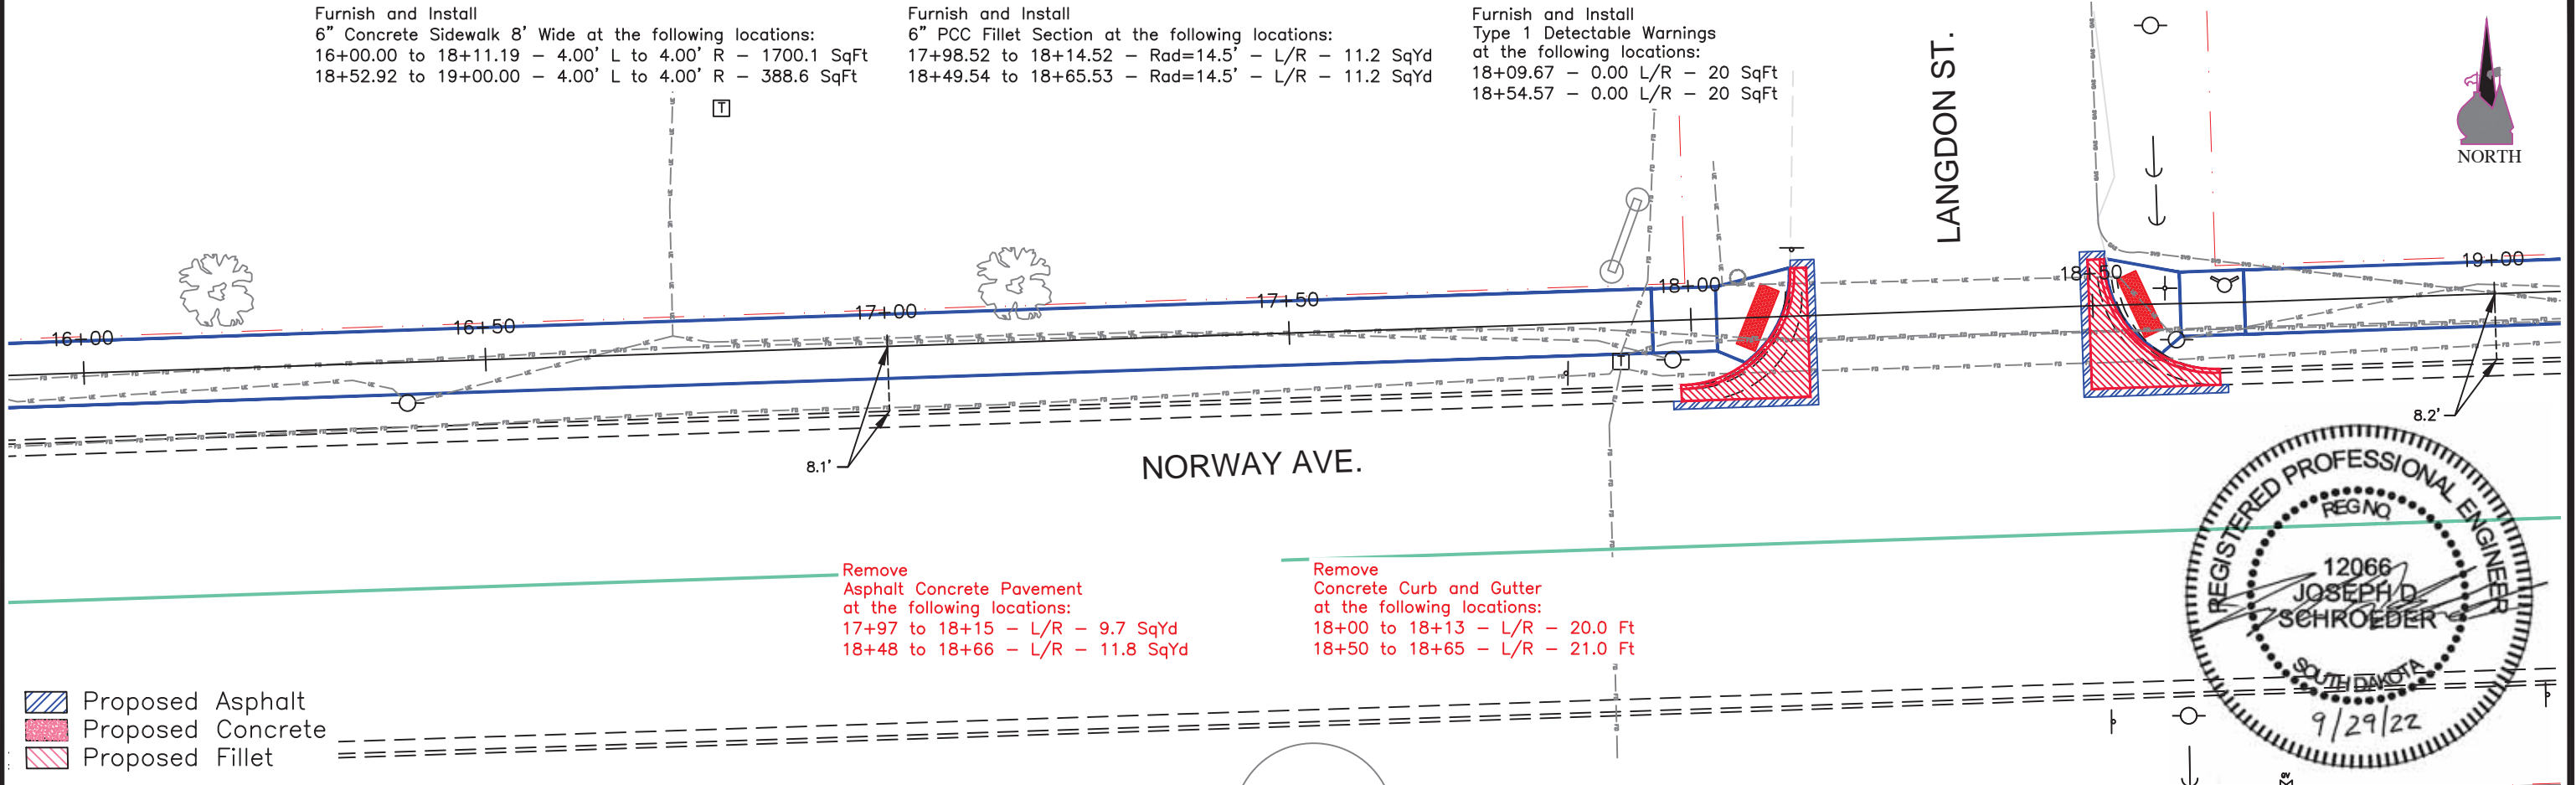 Furnish and Install
6" Concrete Sidewalk 8' Wide at the following locations:
16+00.00 to 18+11.19 - 4.00' L to 4.00' R - 1700.1 SqFt
18+52.92 to 19+00.00 - 4.00' L to 4.00' R - 388.6 SqFt
Furnish and Install
6" PCC Fillet Section at the following locations:
17+98.52 to 18+14.52 - Rad=14.5' - L/R - 11.2 SqYd
18+49.54 to 18+65.53 - Rad=14.5' - L/R - 11.2 SqYd
Furnish and Install
Type 1 Detectable Warnings
at the following locations:
18+09.67 - 0.00 L/R - 20 SqFt
18+54.57 - 0.00 L/R - 20 SqFt
T
LANGDON ST.
NORTH
16+00
16+50
17+00
17+50
18+00
18+50
19+00
T
8.1'
8.2'
NORWAY AVE.
Remove
Asphalt Concrete Pavement
at the following locations:
17+97 to 18+15 - L/R - 9.7 SqYd
18+48 to 18+66 - L/R - 11.8 SqYd
Remove
Concrete Curb and Gutter
at the following locations:
18+00 to 18+13 - L/R - 20.0 Ft
18+50 to 18+65 - L/R - 21.0 Ft
REGISTERED PROFESSIONAL ENGINEER
REG NO.
12066
JOSEPH D.
SCHROEDER
SOUTH DAKOTA
9/29/22
Proposed Asphalt
Proposed Concrete
Proposed Fillet